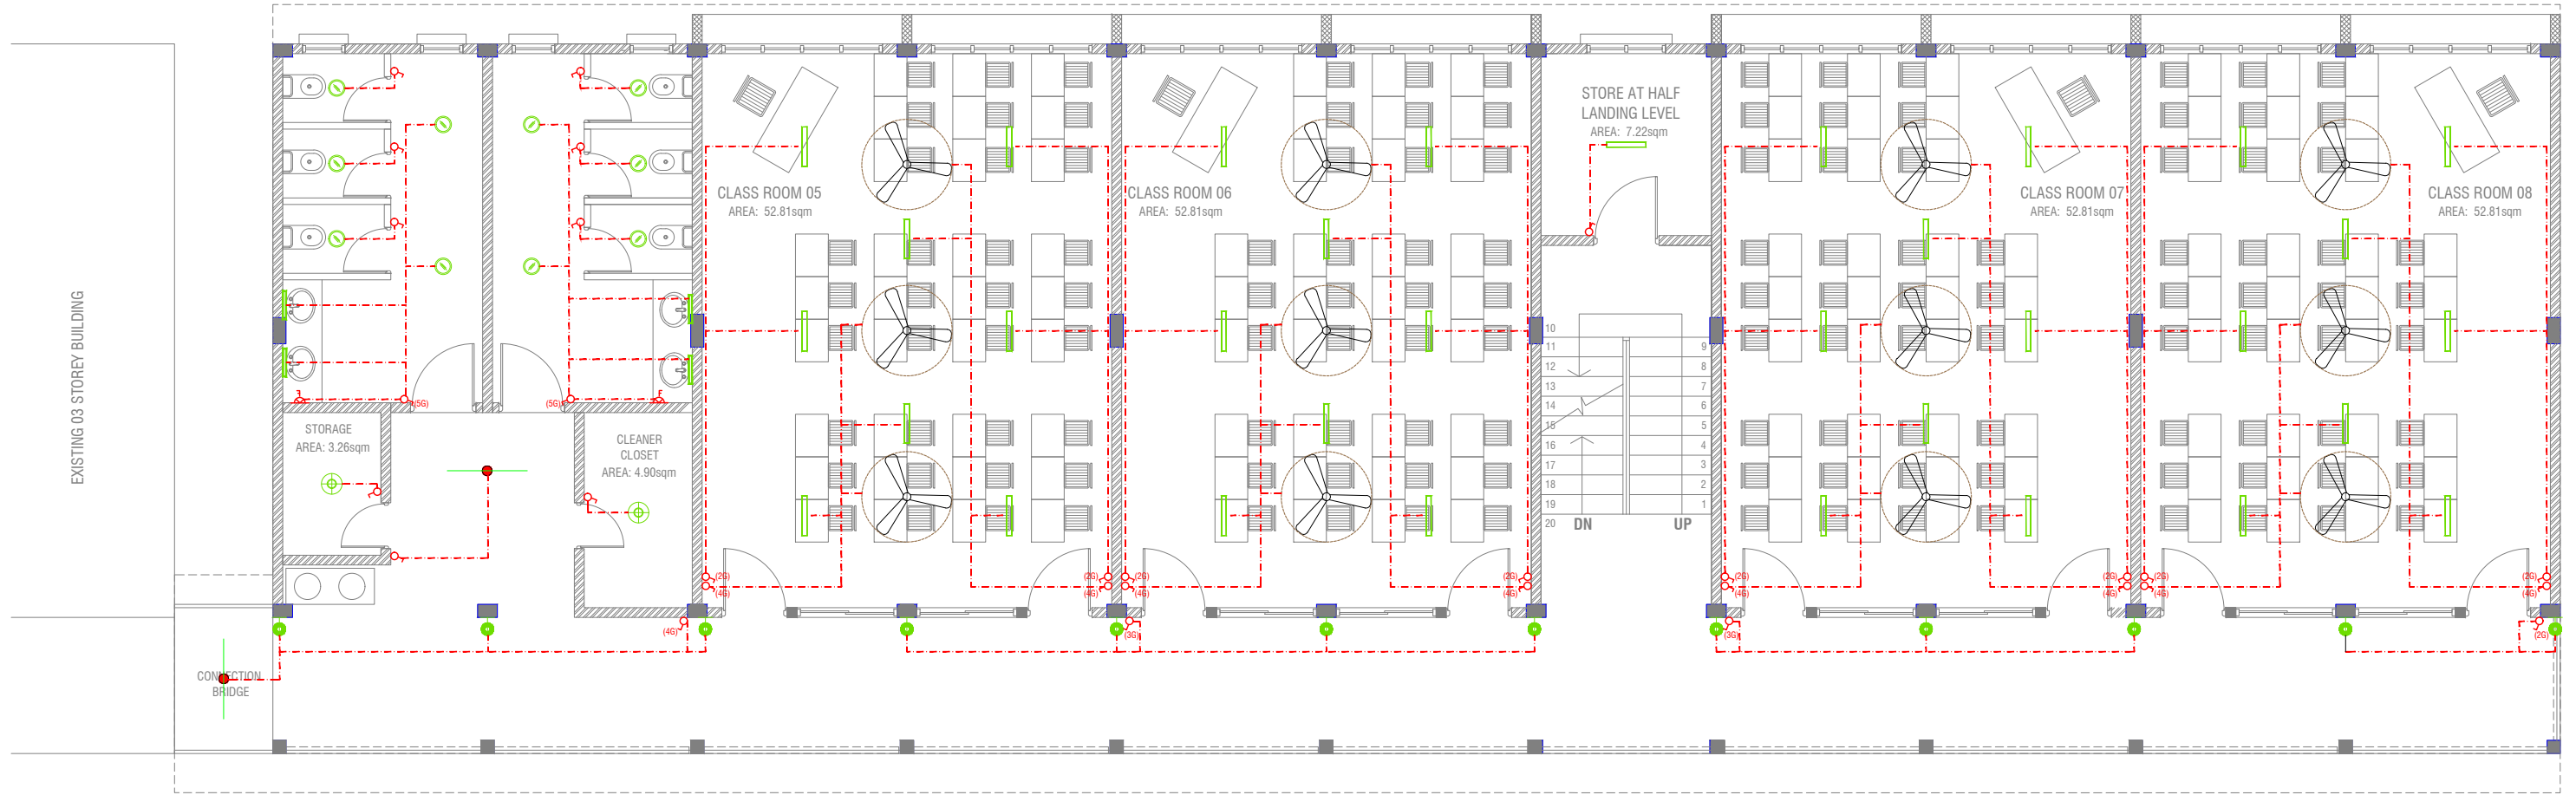 STORE AT HALF
LANDING LEVEL
AREA: 7.22sqm
CLASS ROOM 05
AREA: 52.81sqm
CLASS ROOM 06
AREA: 52.81sqm
CLASS ROOM 07
AREA: 52.81sqm
CLASS ROOM 08
AREA: 52.81sqm
EXISTING 03 STOREY BUILDING
10
11
12
13
14
15
16
17
18
19
20
9
8
7
6
5
4
3
2
1
DN
UP
(5G)
(5G)
STORAGE
AREA: 3.26sqm
CLEANER
CLOSET
AREA: 4.90sqm
(2G)
(4G)
(2G)
(4G)
(2G)
(4G)
(2G)
(4G)
(2G)
(4G)
(2G)
(4G)
(2G)
(4G)
(2G)
(4G)
(4G)
(3G)
(3G)
(2G)
CONNECTION
BRIDGE